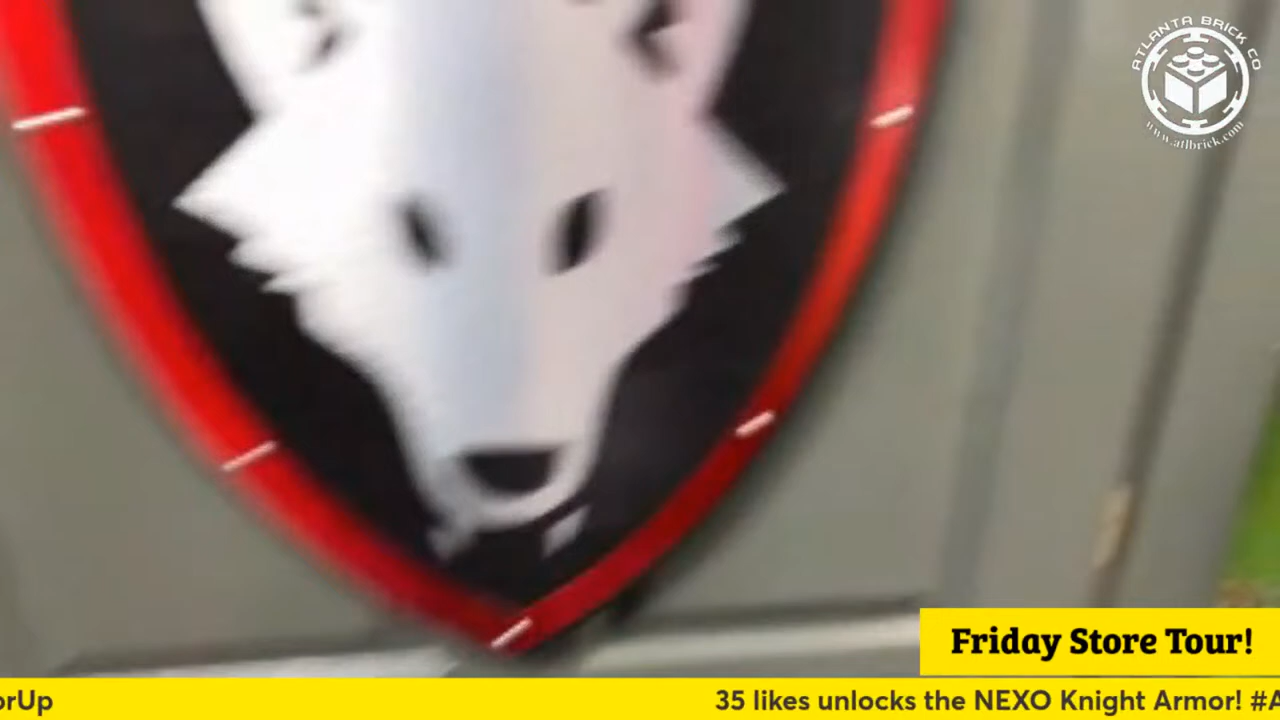 ATLANTA BRICK CO
www.atlbrick.com
Friday Store Tour!
orUp
35 likes unlocks the NEXO Knight Armor! #A